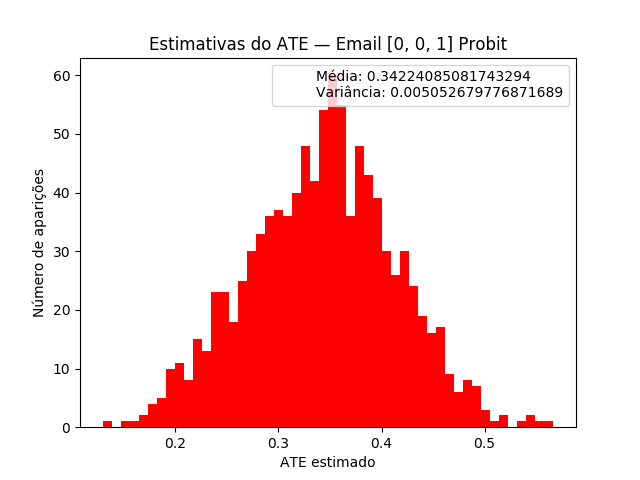 Estimativas do ATE — Email [0, 0, 1] Probit
Média: 0.34224085081743294
Variância: 0.005052679776871689
60
50
40
30
20
10
0
Número de aparições
0.2 0.3 0.4 0.5
ATE estimado